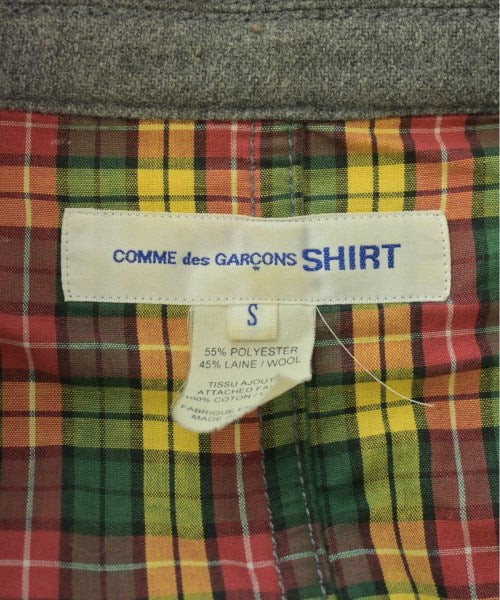 COMME des GARÇONS SHIRT
S
55% POLYESTER
45% LAINE / WOOL
TISSU AJOUT
ATTACHED FA
100% COTON /
FABRIQUE
MADE